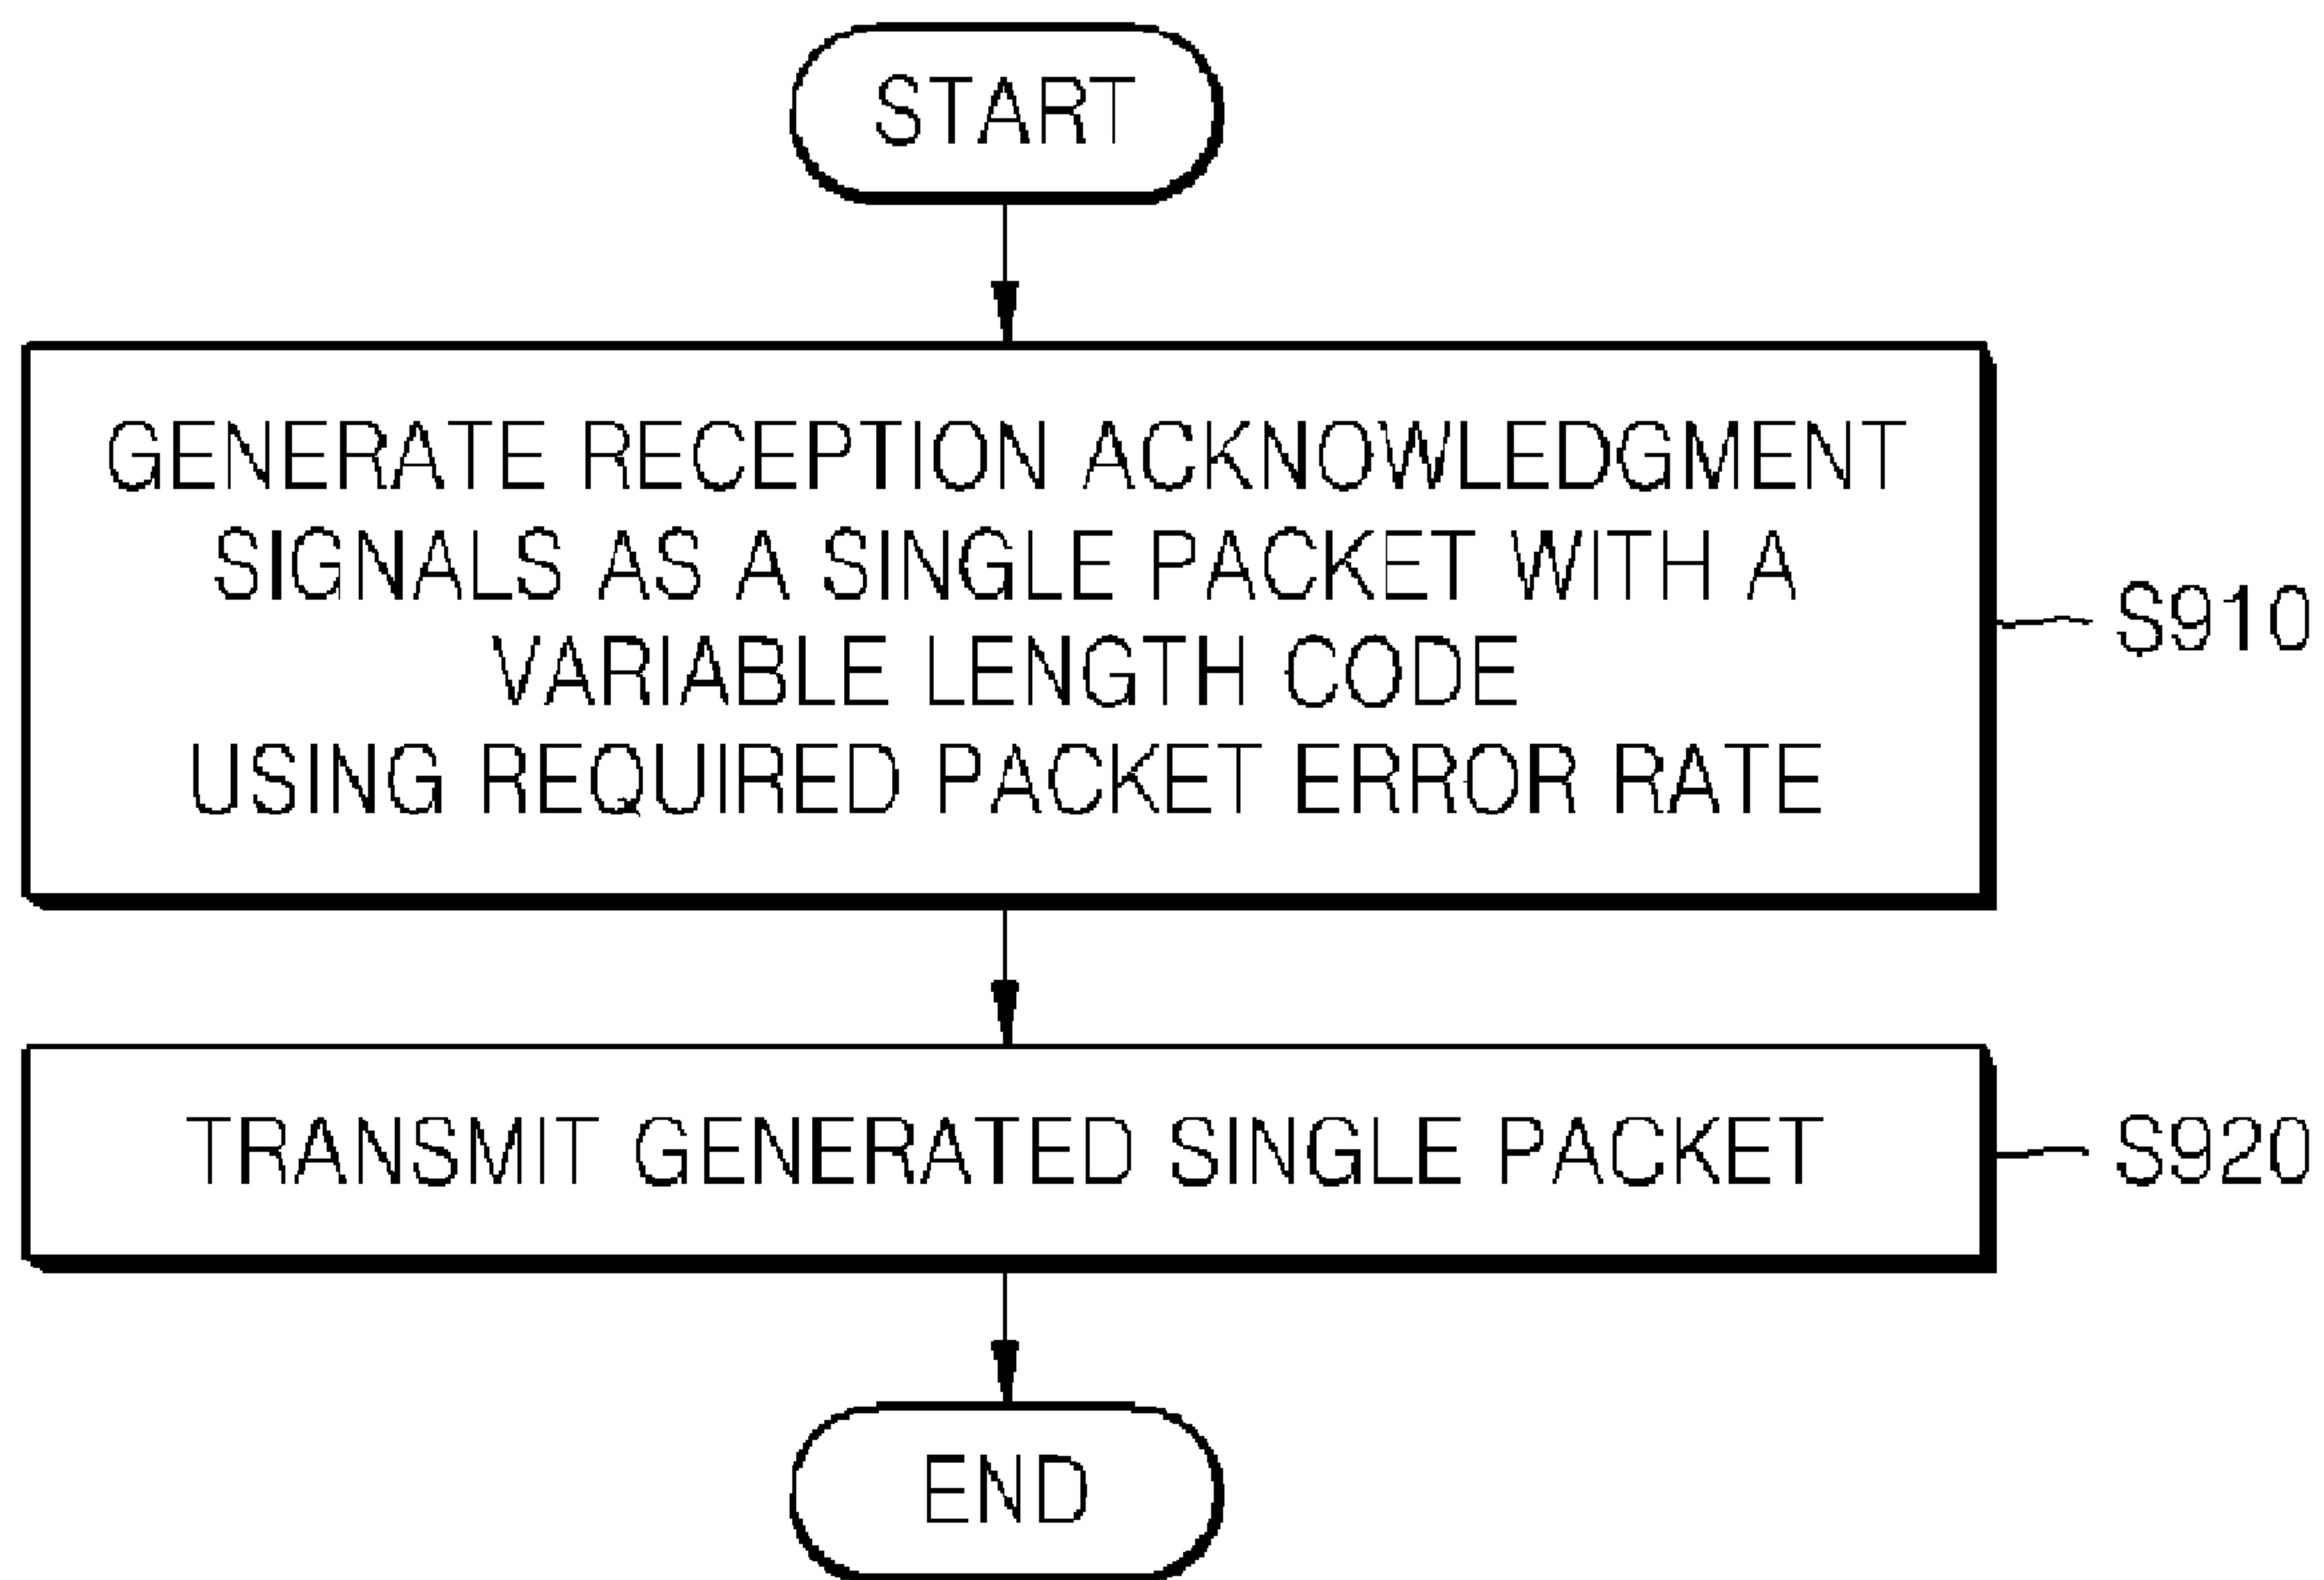 START
GENERATE RECEPTION ACKNOWLEDGMENT
SIGNALS AS A SINGLE PACKET WITH A
VARIABLE LENGTH CODE
USING REQUIRED PACKET ERROR RATE
S910
TRANSMIT GENERATED SINGLE PACKET
S920
END